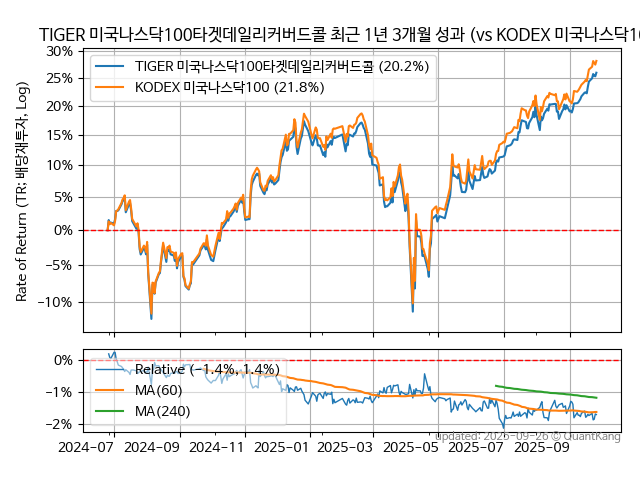 TIGER 미국나스닥100타겟데일리커버드콜 최근 1년 3개월 성과 (vs KODEX 미국나스닥10
30%
25%
20%
15%
10%
5%
0%
−5%
−10%
Rate of Return (TR: 배당재투자, Log)
TIGER 미국나스닥100타겟데일리커버드콜 (20.2%)
KODEX 미국나스닥100 (21.8%)
0%
−1%
−2%
Relative (−1.4%, 1.4%)
MA(60)
MA(240)
2024-07 2024-09 2024-11 2025-01 2025-03 2025-05 2025-07 2025-09
updated: 2025-09-26 © QuantKang